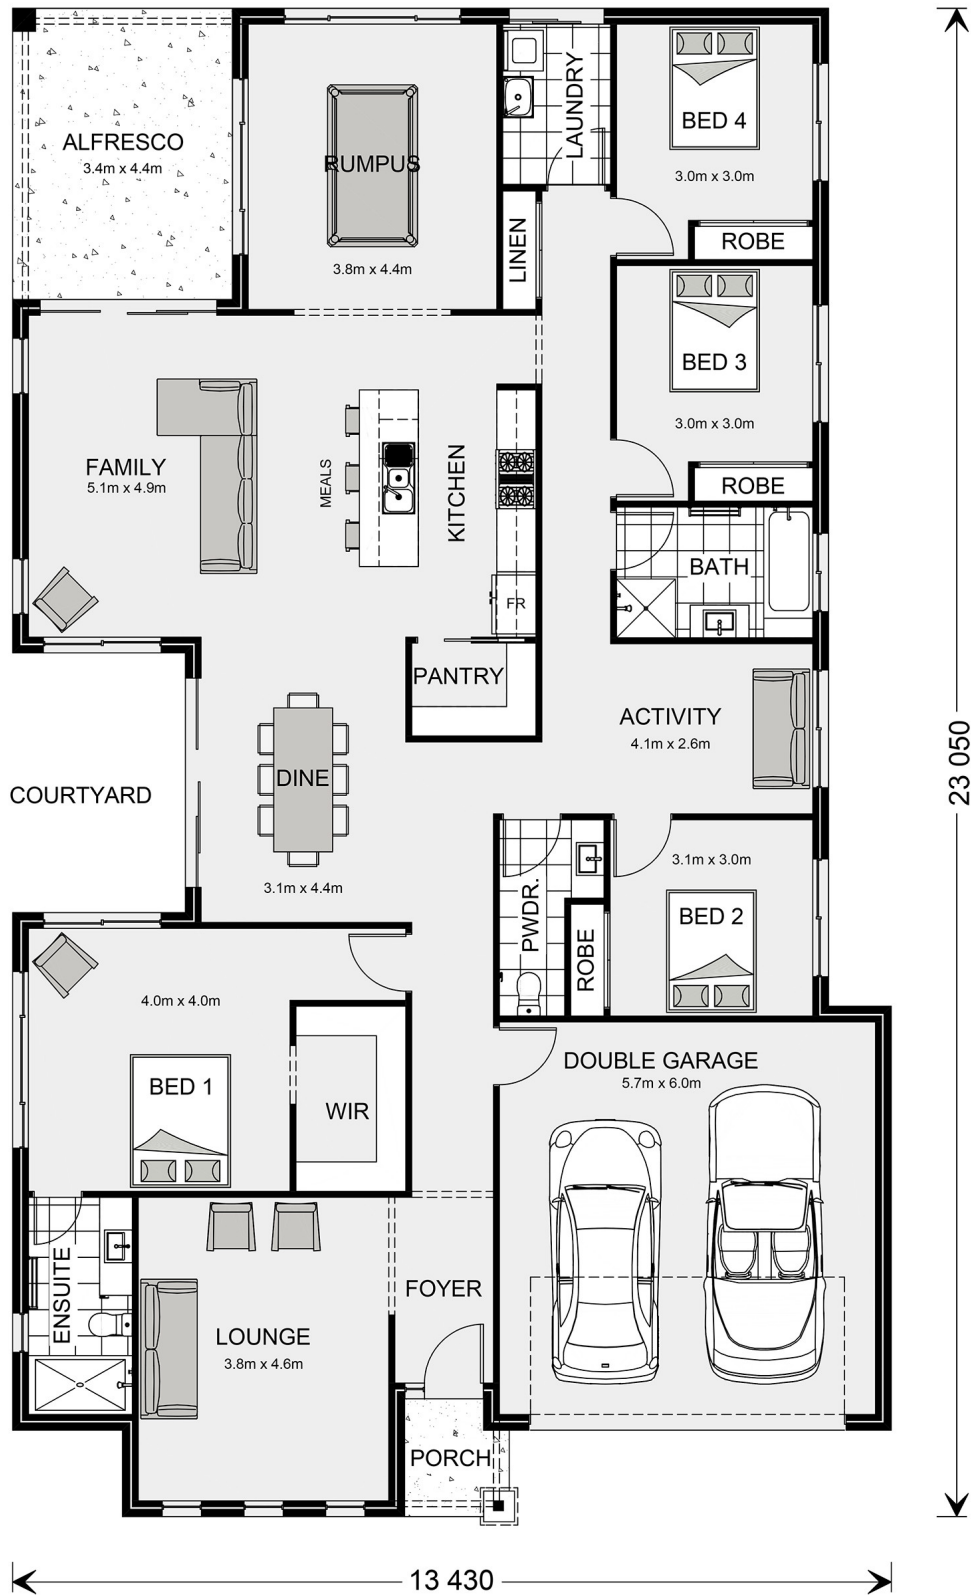 ALFRESCO
3.4m x 4.4m
RUMPUS
3.8m x 4.4m
LAUNDRY
LINEN
BED 4
3.0m x 3.0m
ROBE
BED 3
3.0m x 3.0m
ROBE
FAMILY
5.1m x 4.9m
MEALS
KITCHEN
FR
PANTRY
BATH
ACTIVITY
4.1m x 2.6m
COURTYARD
DINE
3.1m x 4.4m
PWDR.
ROBE
3.1m x 3.0m
BED 2
4.0m x 4.0m
BED 1
WIR
DOUBLE GARAGE
5.7m x 6.0m
ENSUITE
LOUNGE
3.8m x 4.6m
FOYER
PORCH
23 050
13 430